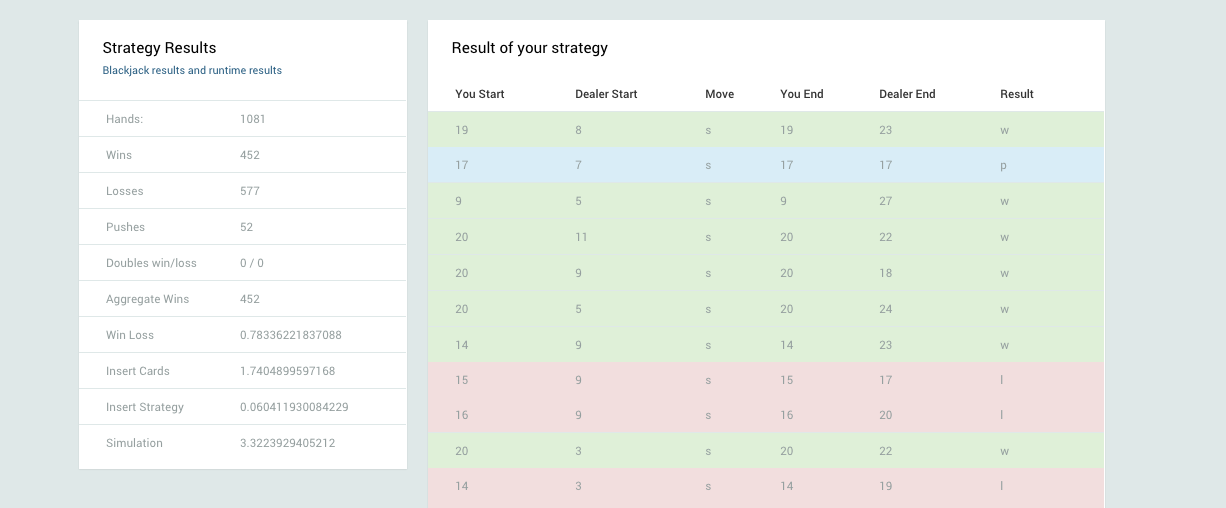 Strategy Results
Blackjack results and runtime results
Hands: 1081
Wins 452
Losses 577
Pushes 52
Doubles win/loss 0 / 0
Aggregate Wins 452
Win Loss 0.78336221837088
Insert Cards 1.7404899597168
Insert Strategy 0.060411930084229
Simulation 3.3223929405212
Result of your strategy
You Start Dealer Start Move You End Dealer End Result
19 8 s 19 23 w
17 7 s 17 17 p
9 5 s 9 27 w
20 11 s 20 22 w
20 9 s 20 18 w
20 5 s 20 24 w
14 9 s 14 23 w
15 9 s 15 17 l
16 9 s 16 20 l
20 3 s 20 22 w
14 3 s 14 19 l